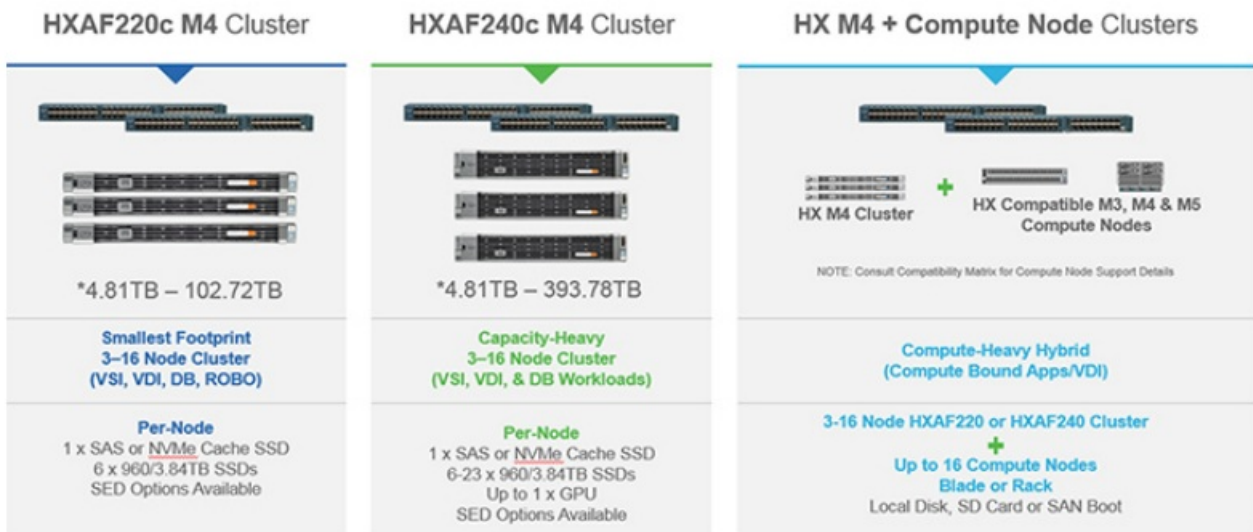 HXAF220c M4 Cluster
*4.81TB – 102.72TB
Smallest Footprint
3–16 Node Cluster
(VSI, VDI, DB, ROBO)
Per-Node
1 x SAS or NVMe Cache SSD
6 x 960/3.84TB SSDs
SED Options Available
HXAF240c M4 Cluster
*4.81TB – 393.78TB
Capacity-Heavy
3–16 Node Cluster
(VSI, VDI, & DB Workloads)
Per-Node
1 x SAS or NVMe Cache SSD
6-23 x 960/3.84TB SSDs
Up to 1 x GPU
SED Options Available
HX M4 + Compute Node Clusters
HX M4 Cluster
+
HX Compatible M3, M4 & M5
Compute Nodes
NOTE: Consult Compatibility Matrix for Compute Node Support Details
Compute-Heavy Hybrid
(Compute Bound Apps/VDI)
3-16 Node HXAF220 or HXAF240 Cluster
+
Up to 16 Compute Nodes
Blade or Rack
Local Disk, SD Card or SAN Boot